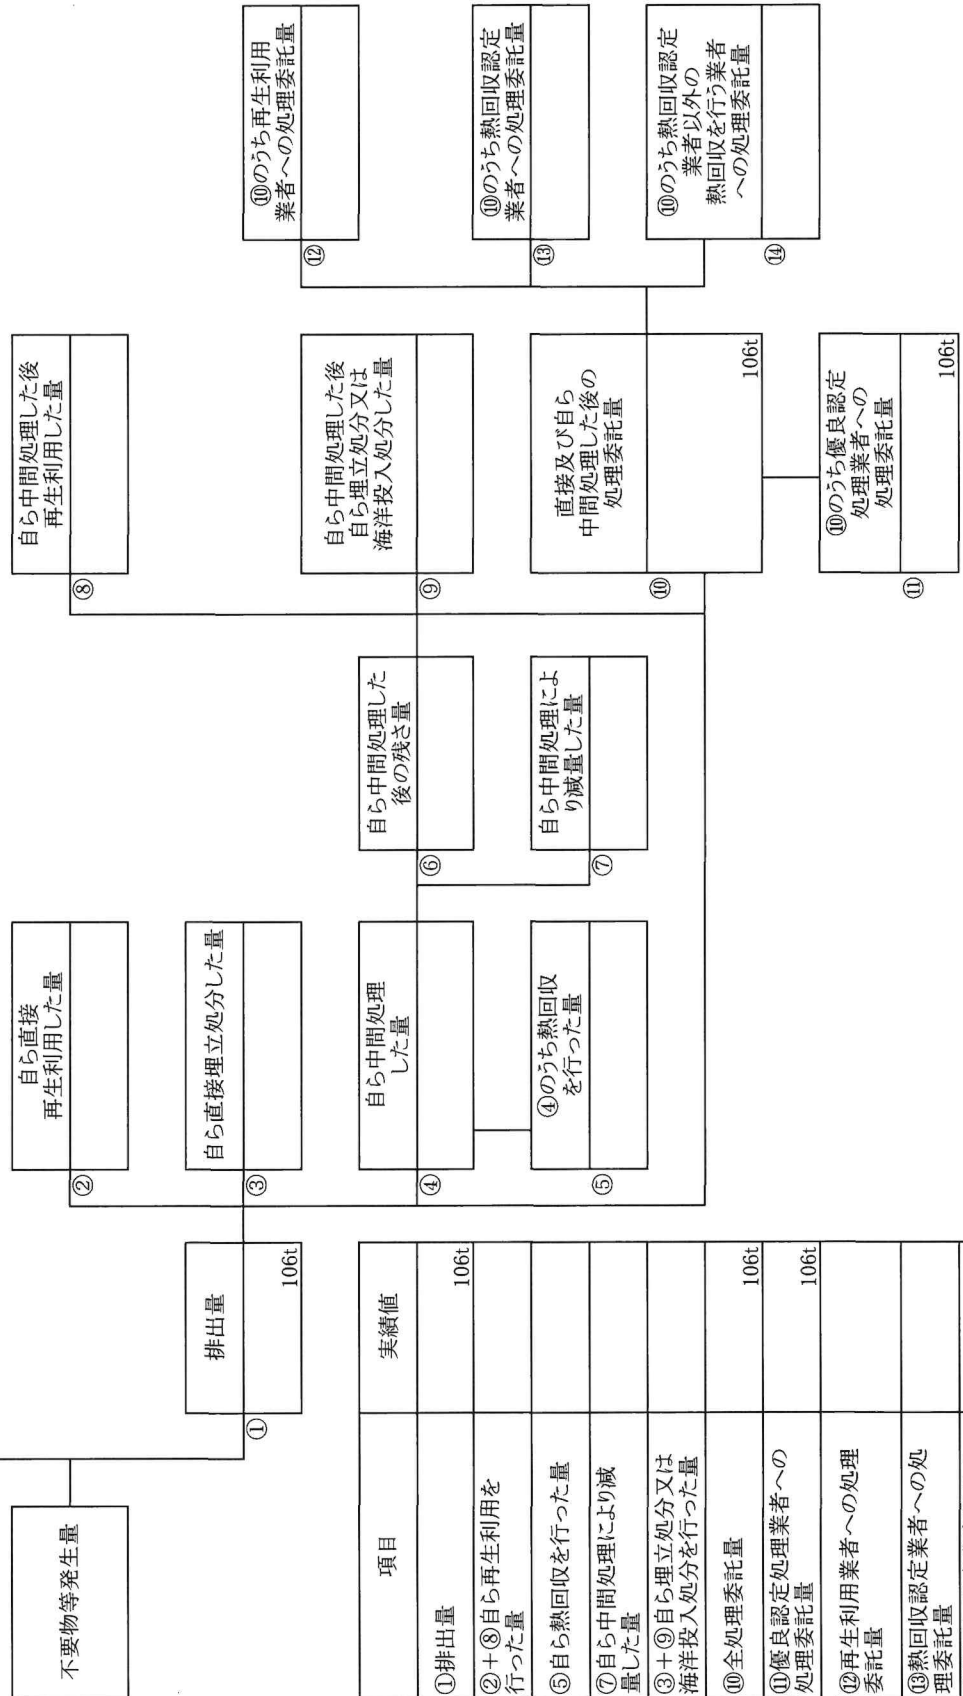 不要物等発生量
排出量
①
106t
自ら直接
再生利用した量
②
自ら直接埋立処分した量
③
自ら中間処理
した量
④
④のうち熱回収
を行った量
⑤
自ら中間処理した
後の残さ量
⑥
自ら中間処理によ
り減量した量
⑦
自ら中間処理した後
再生利用した量
⑧
自ら中間処理した後
自ら埋立処分又は
海洋投入処分した量
⑨
直接及び自ら
中間処理した後の
処理委託量
⑩
106t
⑩のうち優良認定
処理業者への
処理委託量
⑪
106t
⑩のうち再生利用
業者への処理委託量
⑫
⑩のうち熱回収認定
業者への処理委託量
⑬
⑩のうち熱回収認定
業者以外の
熱回収を行う業者
への処理委託量
⑭
項目 実績値
①排出量 106t
②+⑧自ら再生利用を
行った量
⑤自ら熱回収を行った量
⑦自ら中間処理により減
量した量
③+⑨自ら埋立処分又は
海洋投入処分を行った量
⑩全処理委託量 106t
⑪優良認定処理業者への
処理委託量 106t
⑫再生利用業者への処理
委託量
⑬熱回収認定業者への処
理委託量